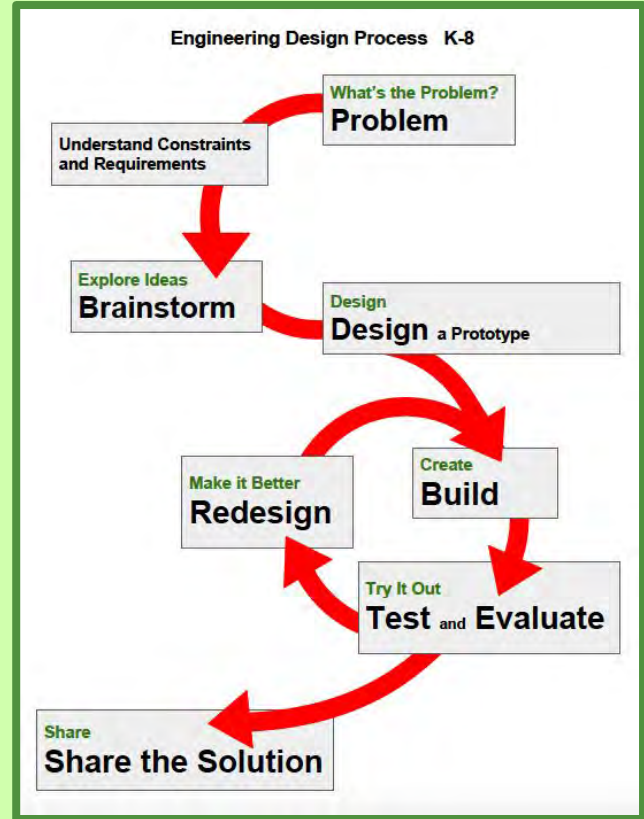 Engineering Design Process K-8
What's the Problem?
Problem
Understand Constraints
and Requirements
Explore Ideas
Brainstorm
Design
Design a Prototype
Create
Build
Try It Out
Test and Evaluate
Make it Better
Redesign
Share
Share the Solution